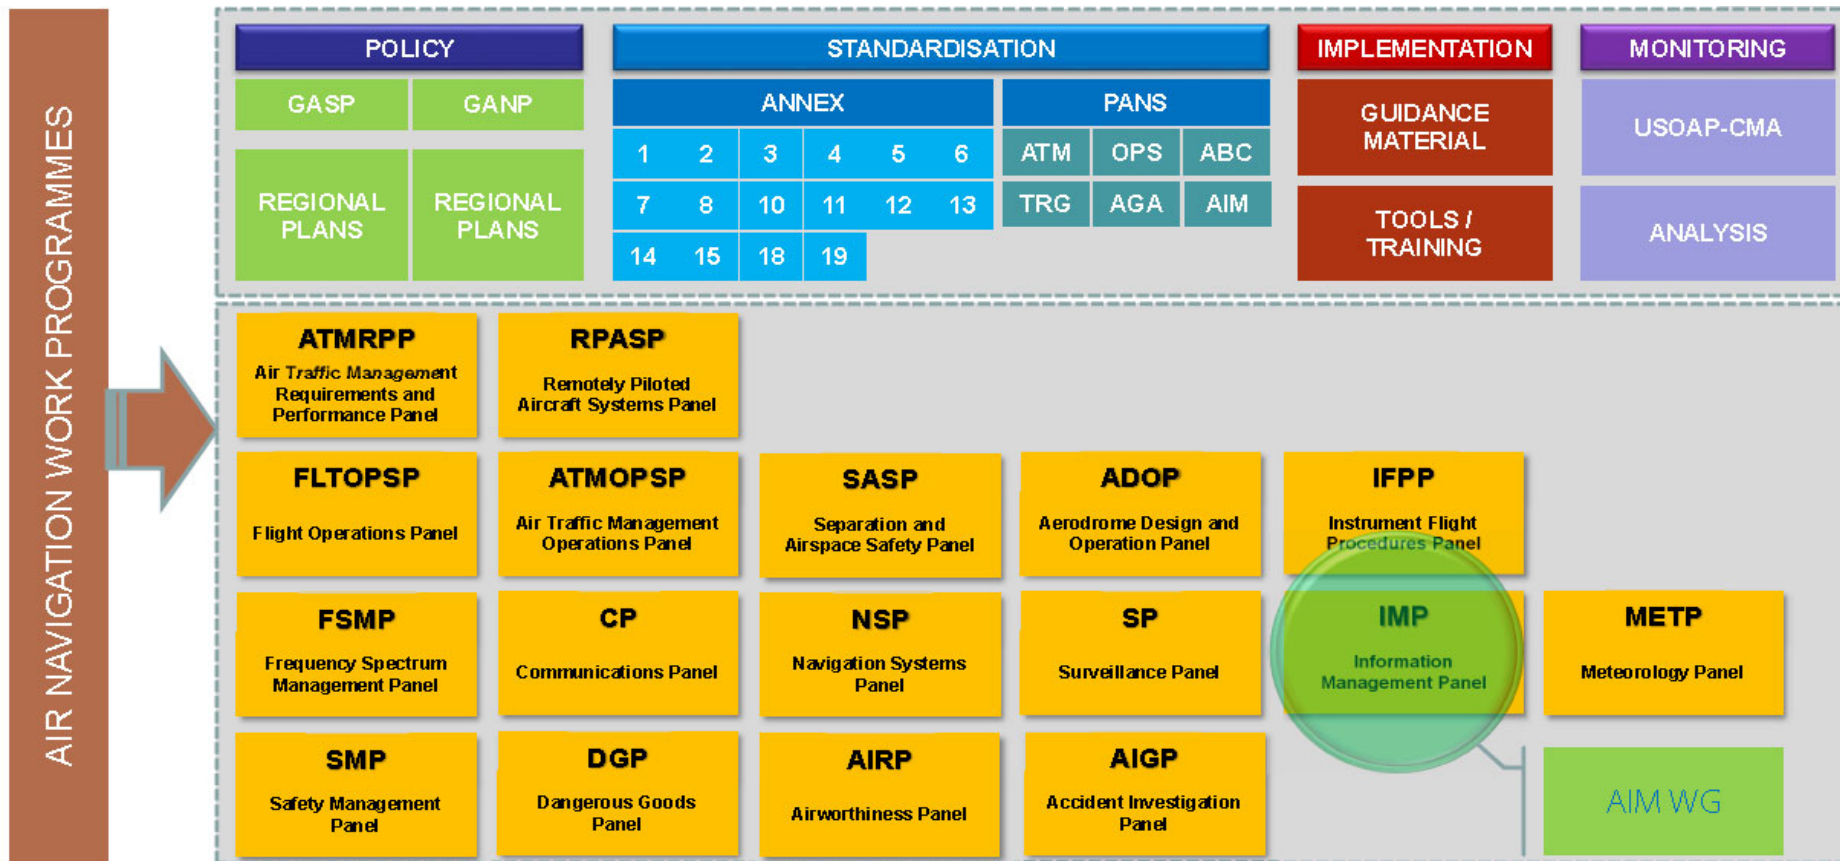 AIR NAVIGATION WORK PROGRAMMES
POLICY
STANDARDISATION
IMPLEMENTATION
MONITORING
GASP
GANP
REGIONAL
PLANS
REGIONAL
PLANS
ANNEX
PANS
1 2 3 4 5 6
7 8 10 11 12 13
14 15 18 19
ATM OPS ABC
TRG AGA AIM
GUIDANCE
MATERIAL
TOOLS /
TRAINING
USOAP-CMA
ANALYSIS
ATMRPP
Air Traffic Management
Requirements and
Performance Panel
RPASP
Remotely Piloted
Aircraft Systems Panel
FLTOPSP
Flight Operations Panel
ATMOPSP
Air Traffic Management
Operations Panel
SASP
Separation and
Airspace Safety Panel
ADOP
Aerodrome Design and
Operation Panel
IFPP
Instrument Flight
Procedures Panel
FSMP
Frequency Spectrum
Management Panel
CP
Communications Panel
NSP
Navigation Systems
Panel
SP
Surveillance Panel
IMP
Information
Management Panel
METP
Meteorology Panel
SMP
Safety Management
Panel
DGP
Dangerous Goods
Panel
AIRP
Airworthiness Panel
AIGP
Accident Investigation
Panel
AIM WG